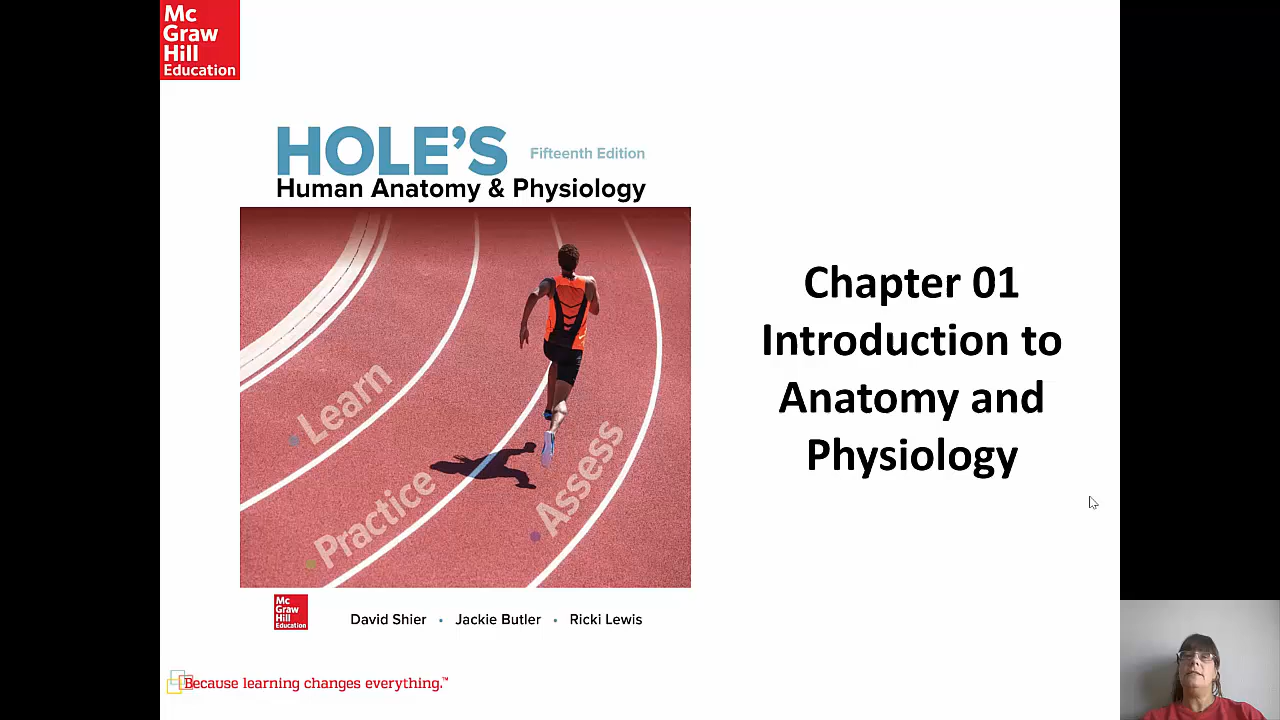 Mc
Graw
Hill
Education
HOLE'S Fifteenth Edition
Human Anatomy & Physiology
Learn
Practice
Assess
Mc
Graw
Hill
Education
David Shier • Jackie Butler • Ricki Lewis
Because learning changes everything.™
Chapter 01
Introduction to
Anatomy and
Physiology